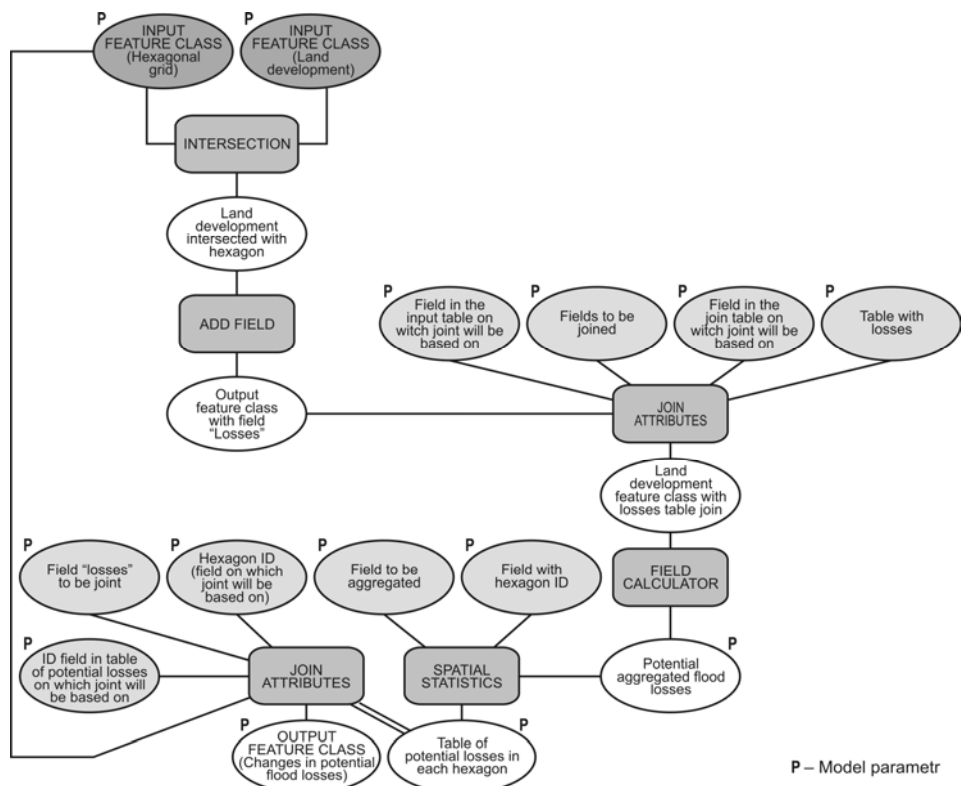 P
INPUT
FEATURE CLASS
(Hexagonal
grid)
P
INPUT
FEATURE CLASS
(Land
development)
INTERSECTION
Land
development
intersected with
hexagon
ADD FIELD
Output
feature class
with field
“Losses”
P
Field in the
input table on
witch joint will be
based on
P
Fields to be
joined
P
Field in the
join table on
witch joint will be
based on
P
Table with
losses
JOIN
ATTRIBUTES
Land
development
feature class with
losses table join
FIELD
CALCULATOR
P
Potential
aggregated flood
losses
P
Field “losses”
to be joint
P
Hexagon ID
(field on which
joint will be
based on)
P
Field to be
aggregated
P
Field with
hexagon ID
P
ID field in table
of potential losses
on which joint will
be based on
JOIN
ATTRIBUTES
SPATIAL
STATISTICS
P
OUTPUT
FEATURE CLASS
(Changes in potential
flood losses)
P
Table of
potential losses in
each hexagon
P – Model parametr